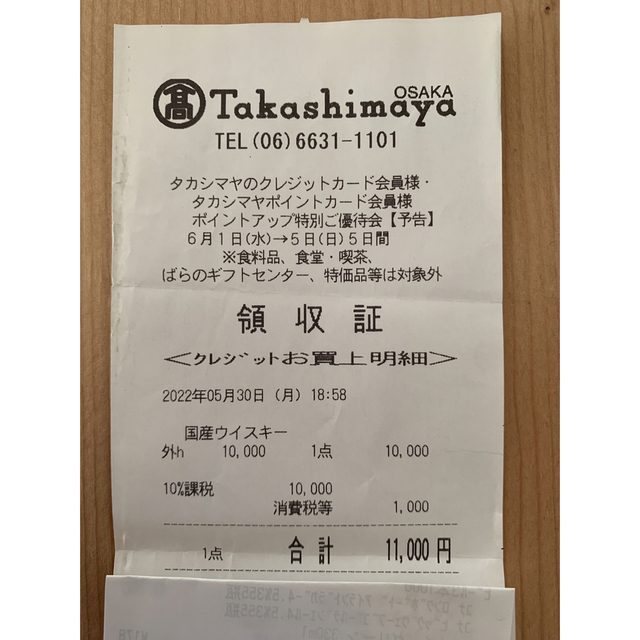 髙 Takashimaya OSAKA
TEL(06)6631-1101
タカシマヤのクレジットカード会員様・
タカシマヤポイントカード会員様
ポイントアップ特別ご優待会【予告】
6月1日(水)→5日(日)5日間
※食料品、食堂・喫茶、
ばらのギフトセンター、特価品等は対象外
領収証
<クレジットお買上明細>
2022年05月30日(月)18:58
国産ウイスキー
外h 10,000 1点 10,000
10%課税 10,000
消費税等 1,000
1点 合計 11,000円